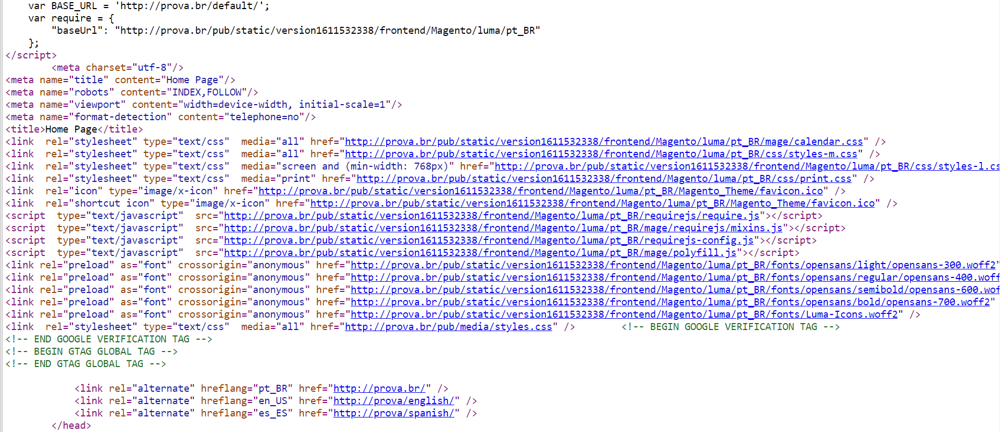 var BASE_URL = 'http://prova.br/default/';
var require = {
"baseUrl": "http://prova.br/pub/static/version1611532338/frontend/Magento/luma/pt_BR"
};
</script>
<meta charset="utf-8"/>
<meta name="title" content="Home Page"/>
<meta name="robots" content="INDEX,FOLLOW"/>
<meta name="viewport" content="width=device-width, initial-scale=1"/>
<meta name="format-detection" content="telephone=no"/>
<title>Home Page</title>
<link  rel="stylesheet" type="text/css"  media="all" href="http://prova.br/pub/static/version1611532338/frontend/Magento/luma/pt_BR/mage/calendar.css" />
<link  rel="stylesheet" type="text/css"  media="all" href="http://prova.br/pub/static/version1611532338/frontend/Magento/luma/pt_BR/css/styles-m.css" />
<link  rel="stylesheet" type="text/css"  media="screen and (min-width: 768px)" href="http://prova.br/pub/static/version1611532338/frontend/Magento/luma/pt_BR/css/styles-l.cs
<link  rel="stylesheet" type="text/css"  media="print" href="http://prova.br/pub/static/version1611532338/frontend/Magento/luma/pt_BR/css/print.css" />
<link  rel="icon" type="image/x-icon" href="http://prova.br/pub/static/version1611532338/frontend/Magento/luma/pt_BR/Magento_Theme/favicon.ico" />
<link  rel="shortcut icon" type="image/x-icon" href="http://prova.br/pub/static/version1611532338/frontend/Magento/luma/pt_BR/Magento_Theme/favicon.ico" />
<script  type="text/javascript"  src="http://prova.br/pub/static/version1611532338/frontend/Magento/luma/pt_BR/requirejs/require.js"></script>
<script  type="text/javascript"  src="http://prova.br/pub/static/version1611532338/frontend/Magento/luma/pt_BR/mage/requirejs/mixins.js"></script>
<script  type="text/javascript"  src="http://prova.br/pub/static/version1611532338/frontend/Magento/luma/pt_BR/requirejs-config.js"></script>
<script  type="text/javascript"  src="http://prova.br/pub/static/version1611532338/frontend/Magento/luma/pt_BR/mage/polyfill.js"></script>
<link rel="preload" as="font" crossorigin="anonymous" href="http://prova.br/pub/static/version1611532338/frontend/Magento/luma/pt_BR/fonts/opensans/light/opensans-300.woff2"
<link rel="preload" as="font" crossorigin="anonymous" href="http://prova.br/pub/static/version1611532338/frontend/Magento/luma/pt_BR/fonts/opensans/regular/opensans-400.woff
<link rel="preload" as="font" crossorigin="anonymous" href="http://prova.br/pub/static/version1611532338/frontend/Magento/luma/pt_BR/fonts/opensans/semibold/opensans-600.wof
<link rel="preload" as="font" crossorigin="anonymous" href="http://prova.br/pub/static/version1611532338/frontend/Magento/luma/pt_BR/fonts/opensans/bold/opensans-700.woff2"
<link rel="preload" as="font" crossorigin="anonymous" href="http://prova.br/pub/static/version1611532338/frontend/Magento/luma/pt_BR/fonts/Luma-Icons.woff2" />
<link  rel="stylesheet" type="text/css"  media="all" href="http://prova.br/pub/media/styles.css" />        <!-- BEGIN GOOGLE VERIFICATION TAG -->
<!-- END GOOGLE VERIFICATION TAG -->
<!-- BEGIN GTAG GLOBAL TAG -->
<!-- END GTAG GLOBAL TAG -->
<link rel="alternate" hreflang="pt_BR" href="http://prova.br/" />
<link rel="alternate" hreflang="en_US" href="http://prova/english/" />
<link rel="alternate" hreflang="es_ES" href="http://prova/spanish/" />
</head>